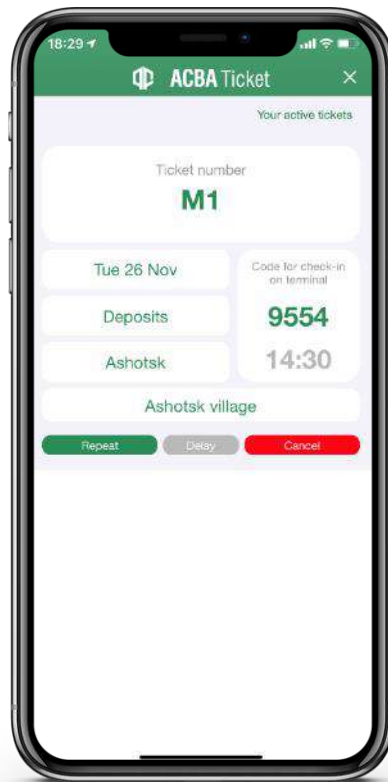 18:29
ACBA Ticket
Your active tickets
Ticket number
M1
Tue 26 Nov
Deposits
Ashotsk
Code for check-in
on terminal
9554
14:30
Ashotsk village
Repeat
Delay
Cancel